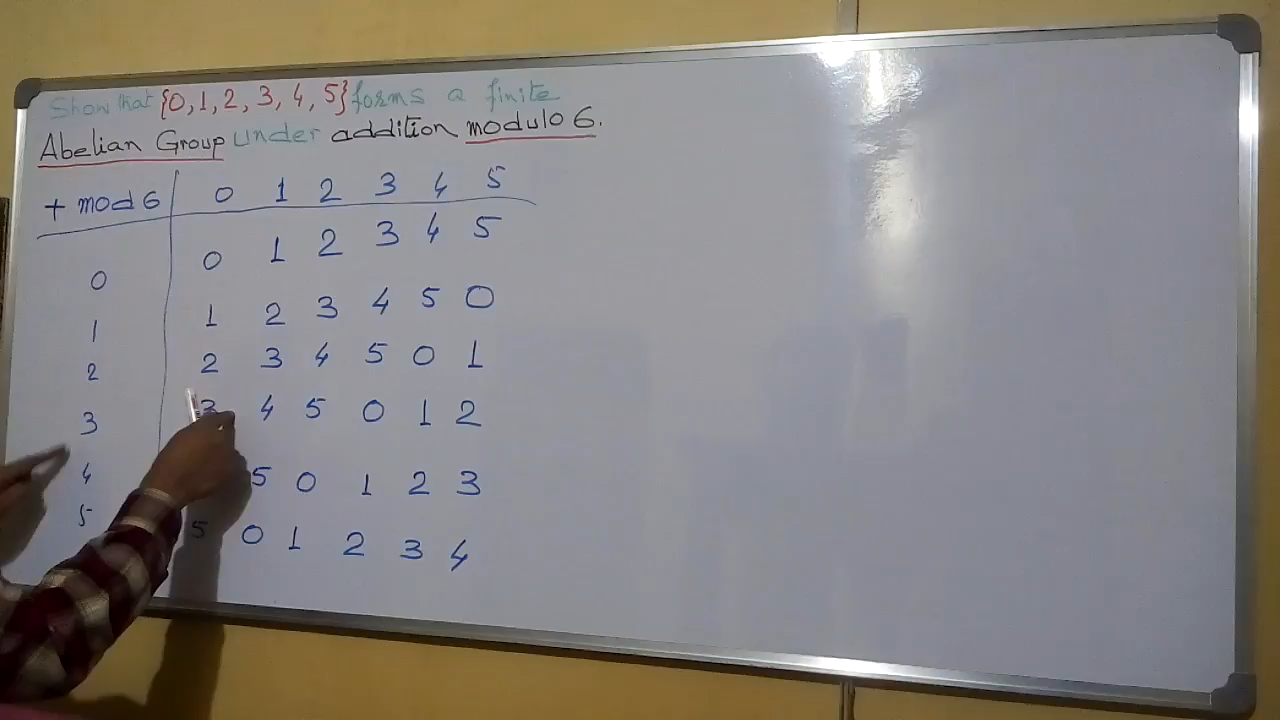 Show that {0, 1, 2, 3, 4, 5} forms a finite
Abelian Group under addition modulo 6.
+ mod 6 0 1 2 3 4 5
0 0 1 2 3 4 5
1 1 2 3 4 5 0
2 2 3 4 5 0 1
3 3 4 5 0 1 2
4 5 0 1 2 3
5 5 0 1 2 3 4